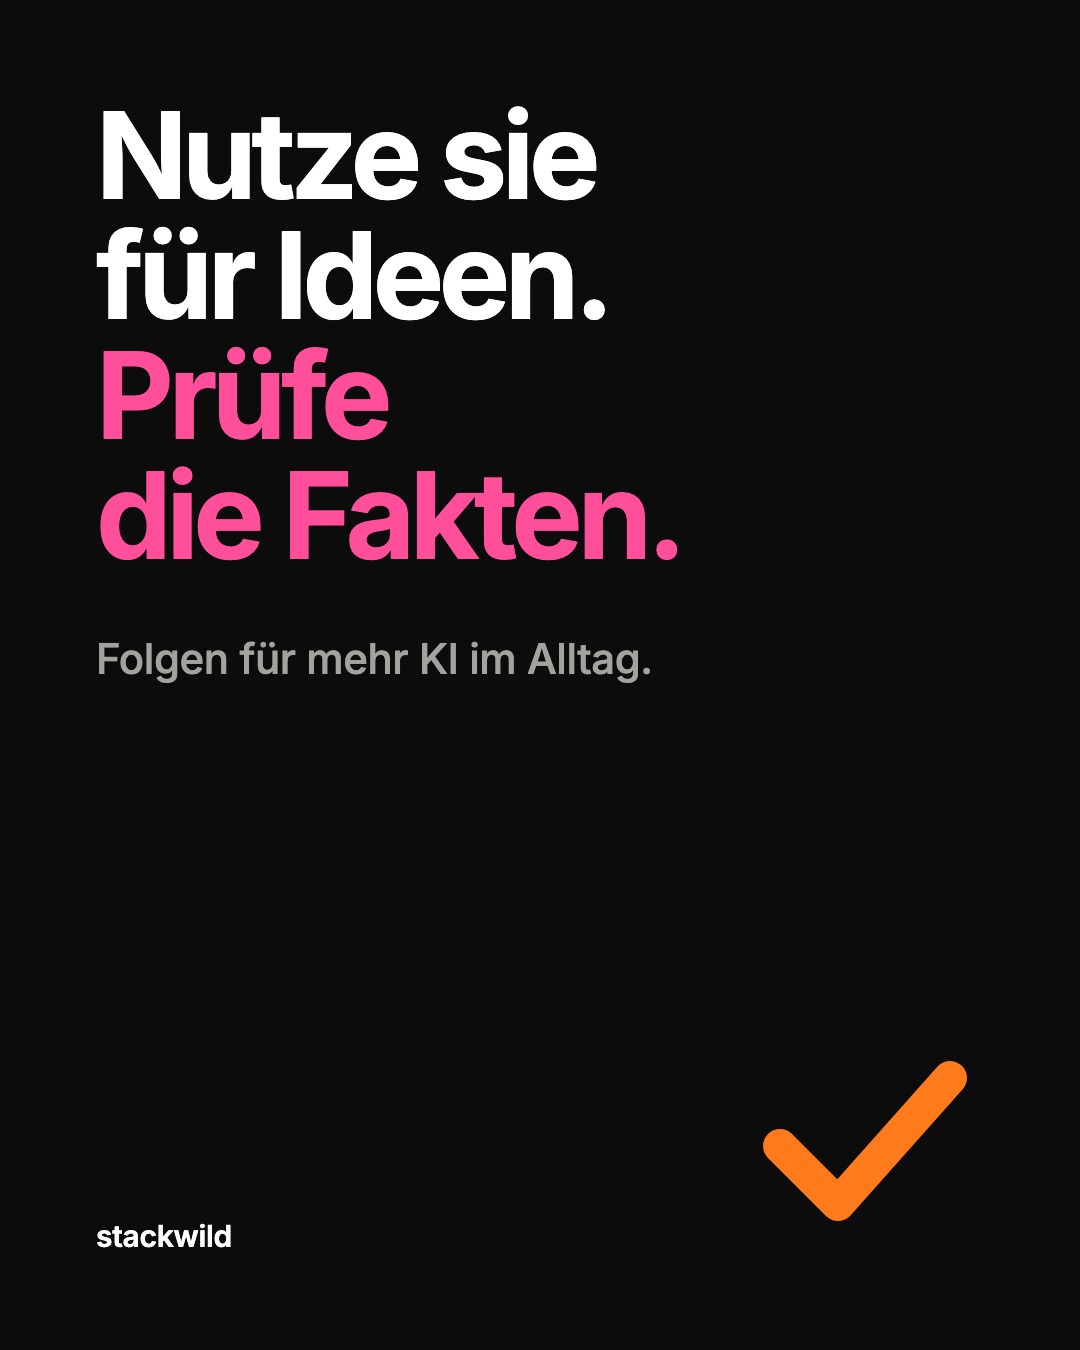 Nutze sie
für Ideen.
Prüfe
die Fakten.
Folgen für mehr KI im Alltag.
stackwild